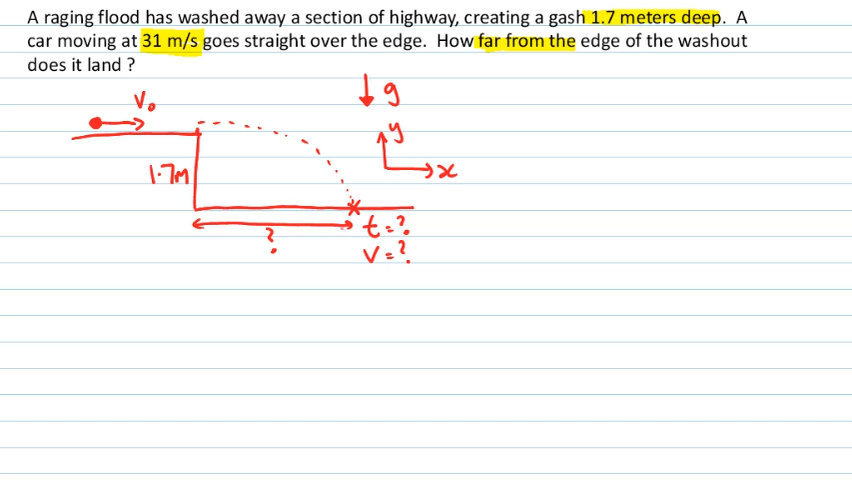 A raging flood has washed away a section of highway, creating a gash 1.7 meters deep. A
car moving at 31 m/s goes straight over the edge. How far from the edge of the washout
does it land ?
g
V₀
y
1.7m
x
?
t = ?
V = ?